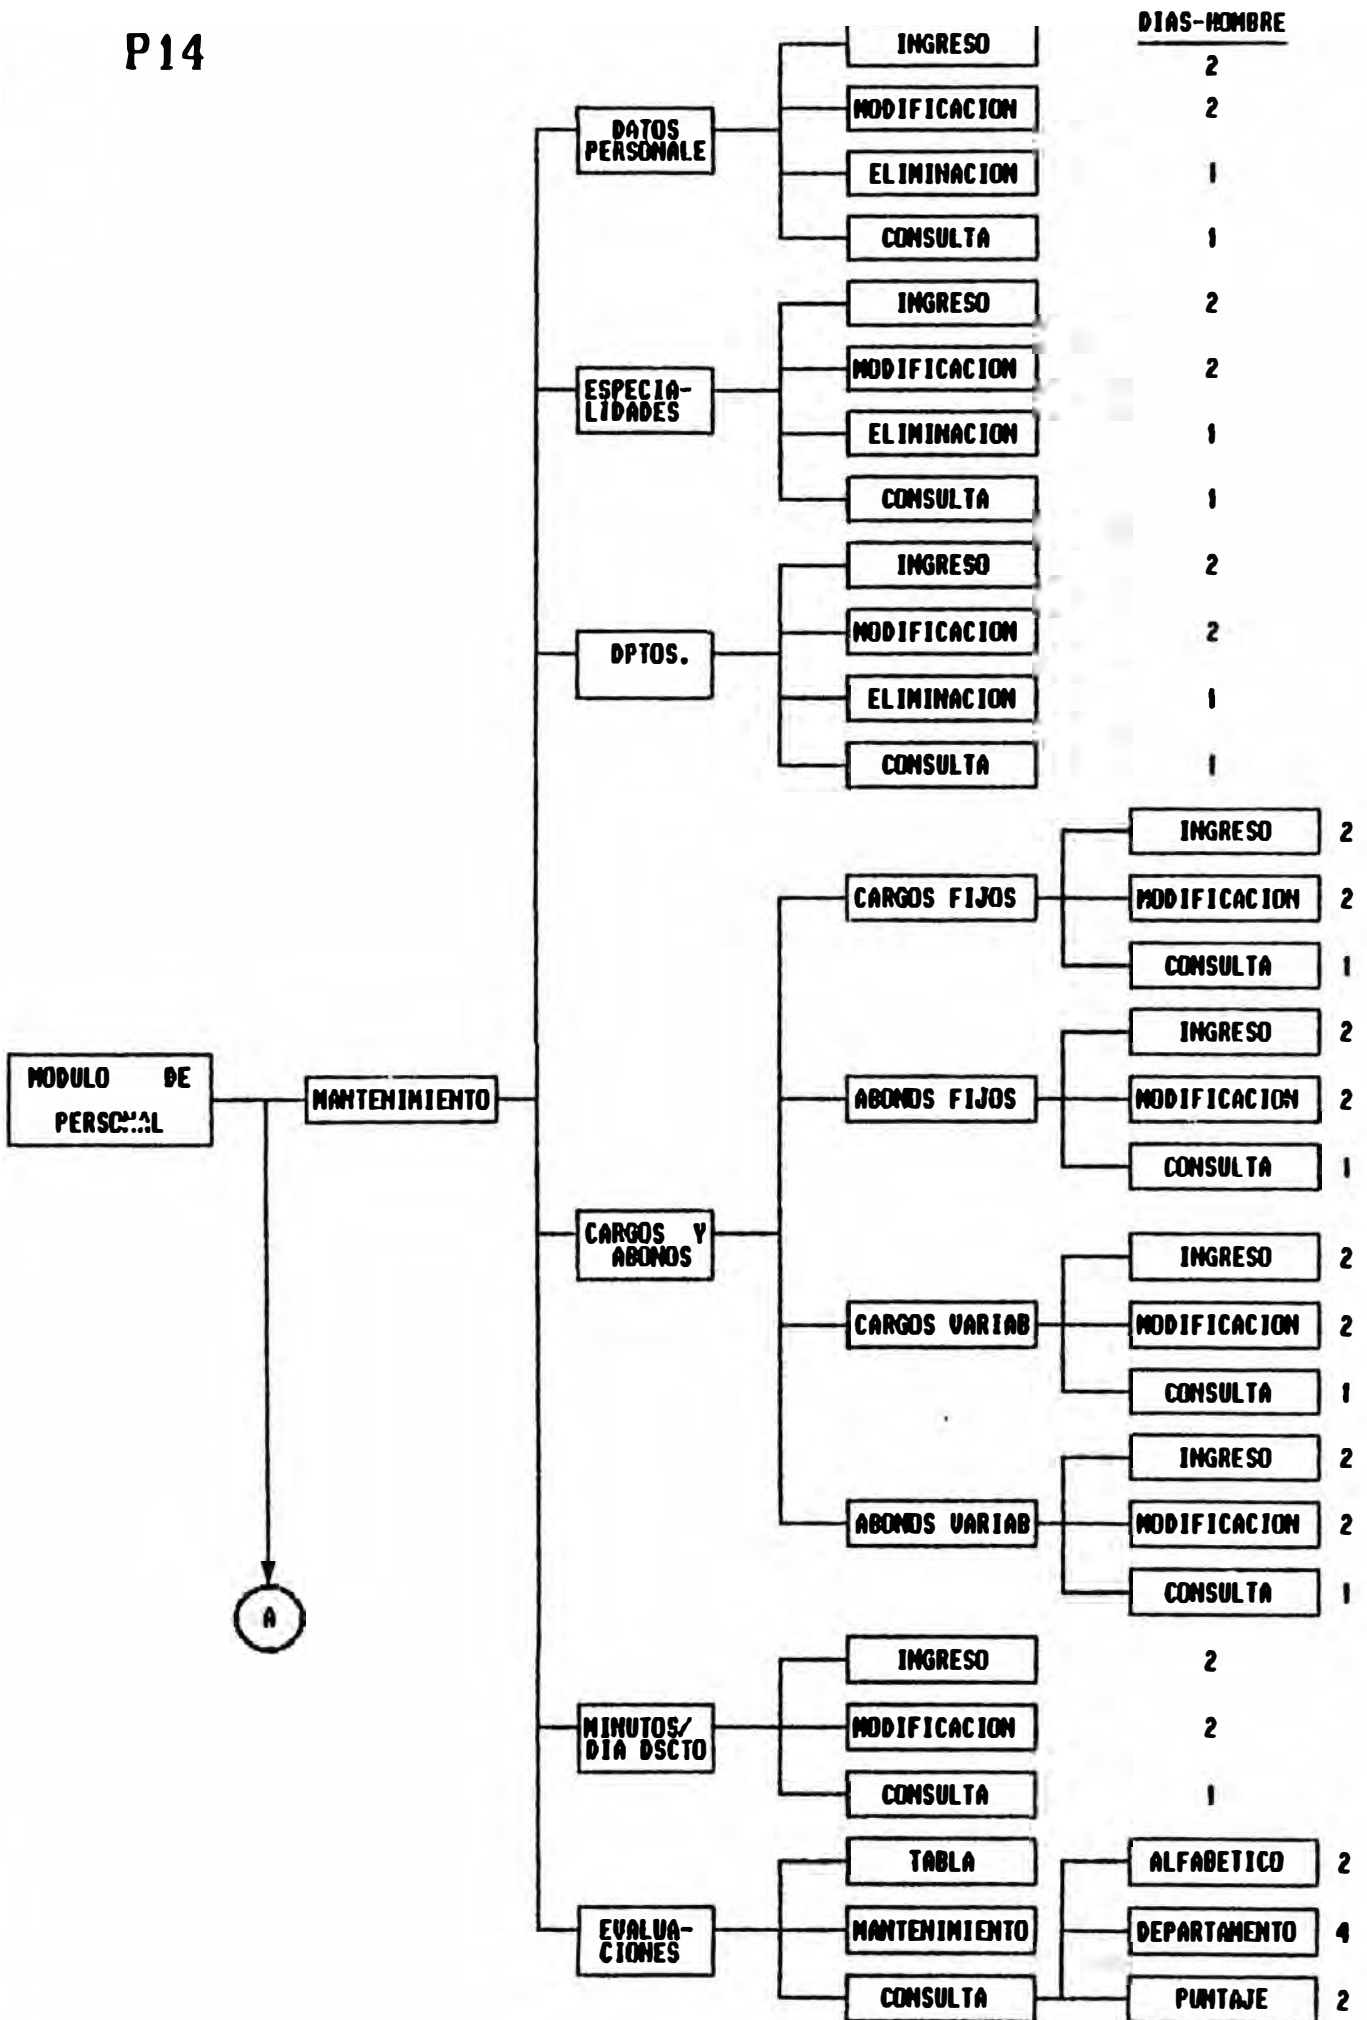 P14
DIAS-HOMBRE
INGRESO
2
MODIFICACION
2
DATOS
PERSONALE
ELIMINACION
1
CONSULTA
1
INGRESO
2
MODIFICACION
2
ESPECIA-
LIDADES
ELIMINACION
1
CONSULTA
1
INGRESO
2
MODIFICACION
2
DPTOS.
ELIMINACION
1
CONSULTA
1
INGRESO 2
CARGOS FIJOS
MODIFICACION 2
CONSULTA 1
INGRESO 2
MODULO DE
PERSONAL
MANTENIMIENTO
ABONOS FIJOS
MODIFICACION 2
CONSULTA 1
CARGOS Y
ABONOS
INGRESO 2
CARGOS VARIAB
MODIFICACION 2
CONSULTA 1
INGRESO 2
ABONOS VARIAB
MODIFICACION 2
CONSULTA 1
A
INGRESO
2
MINUTOS/
DIA DSCTO
MODIFICACION
2
CONSULTA
1
TABLA
ALFABETICO 2
EVALUA-
CIONES
MANTENIMIENTO
DEPARTAMENTO 4
CONSULTA
PUNTAJE 2